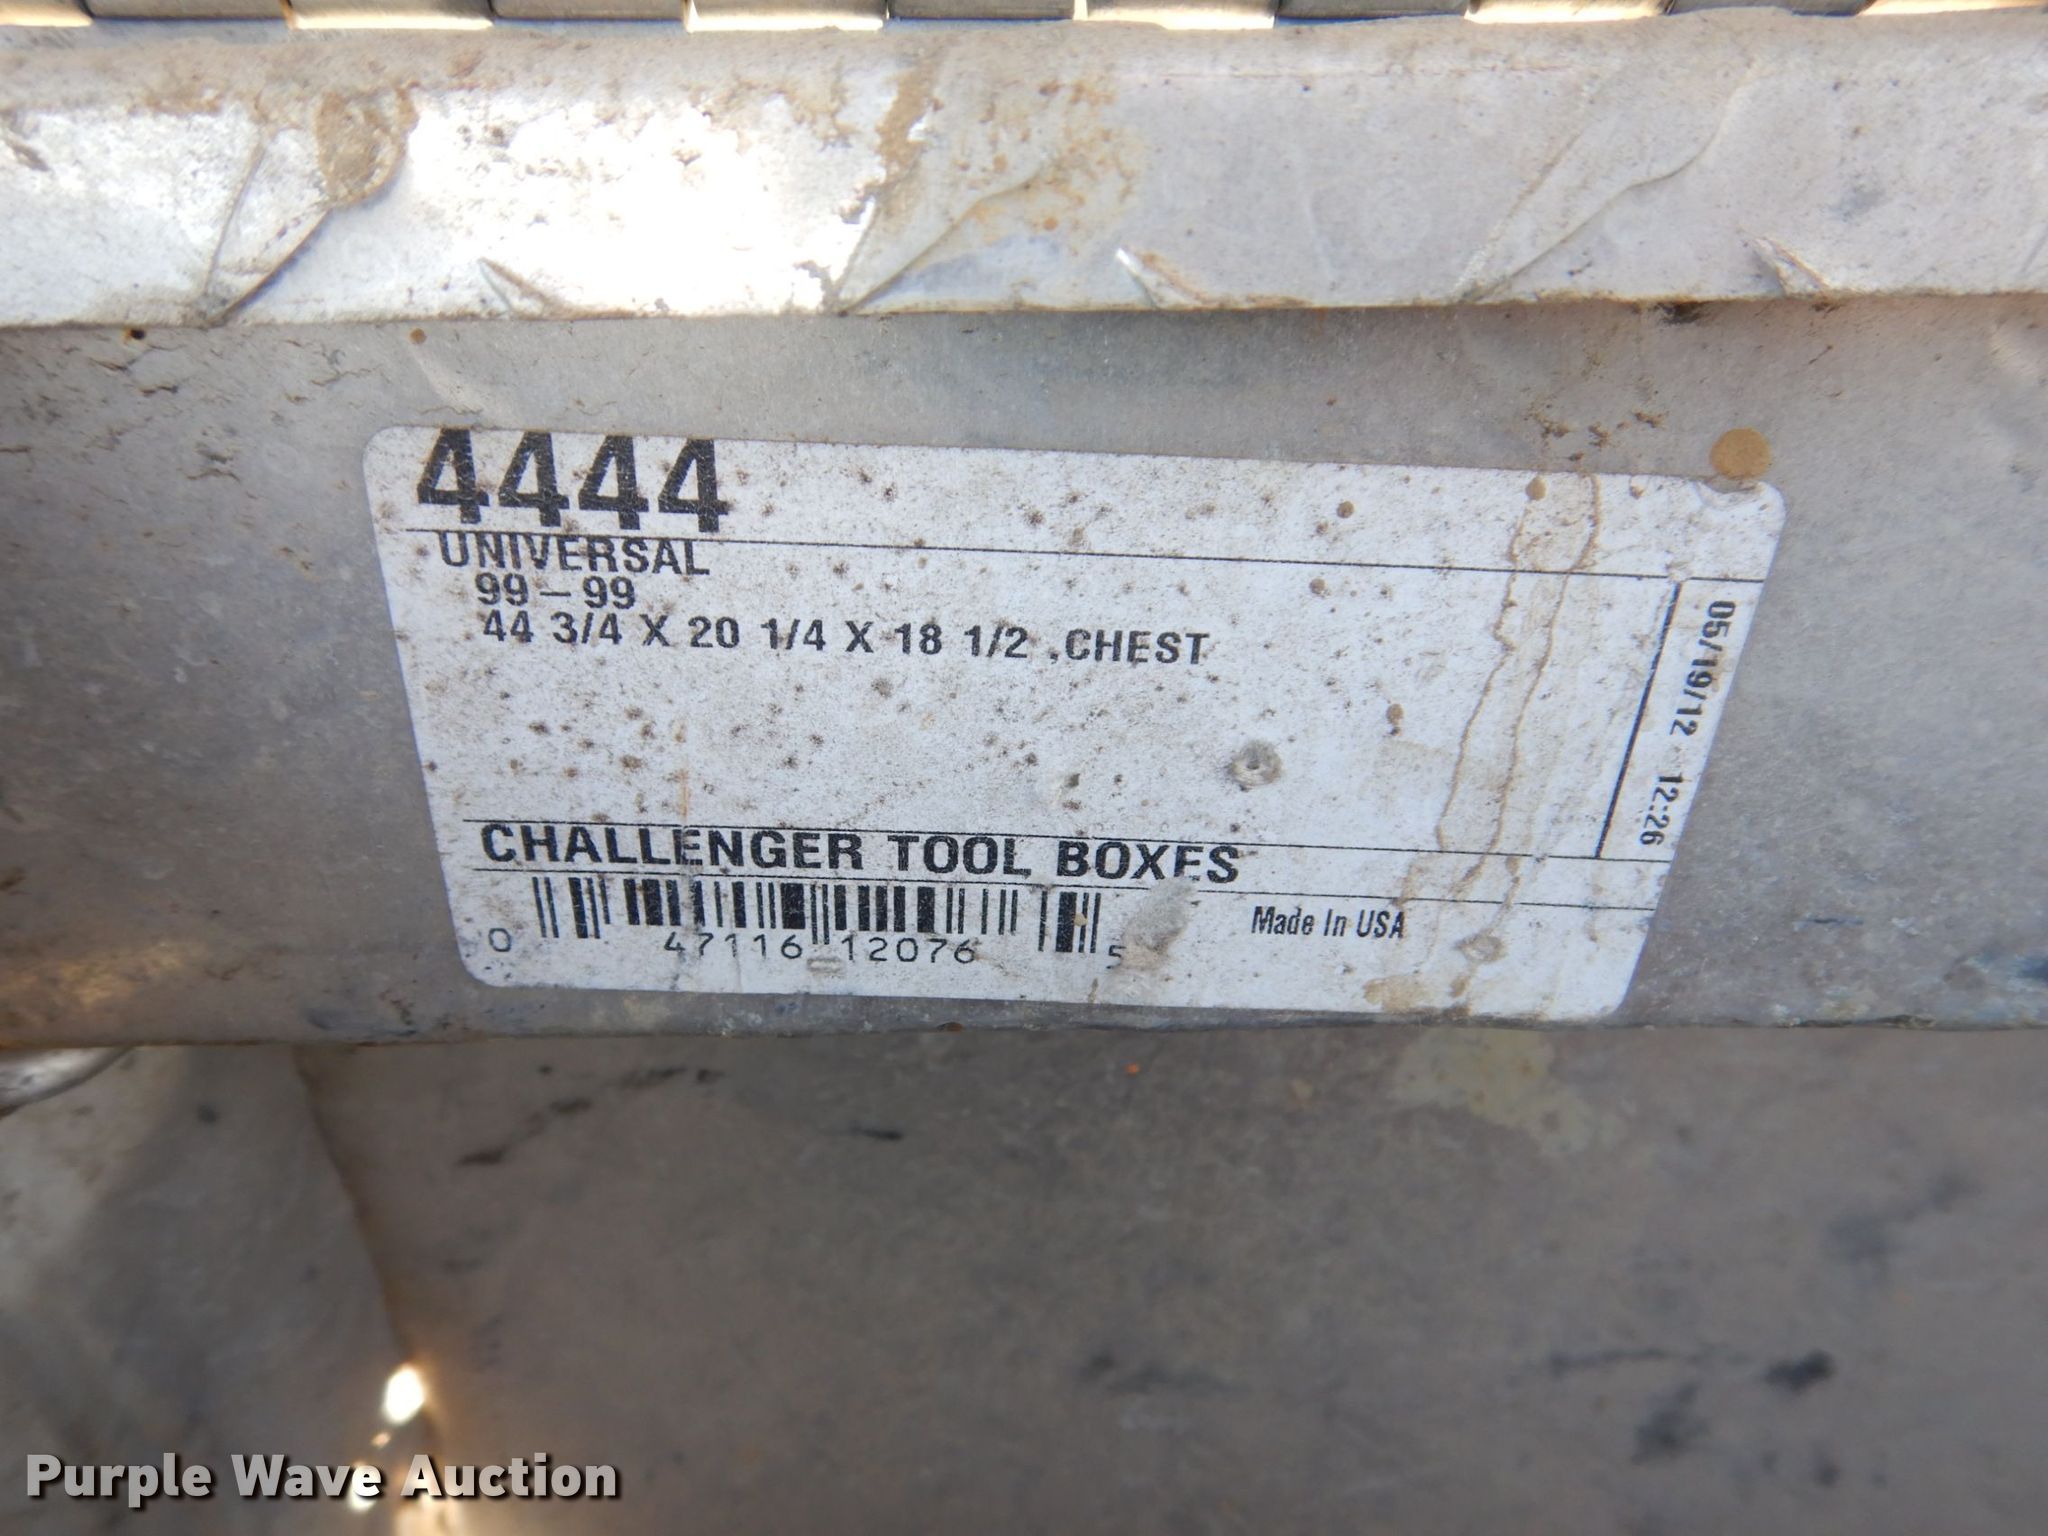 4444
UNIVERSAL
99-99
44 3/4 X 20 1/4 X 18 1/2 ,CHEST
05/19/12 12:26
CHALLENGER TOOL BOXES
0 47116 12076 5
Made In USA
Purple Wave Auction